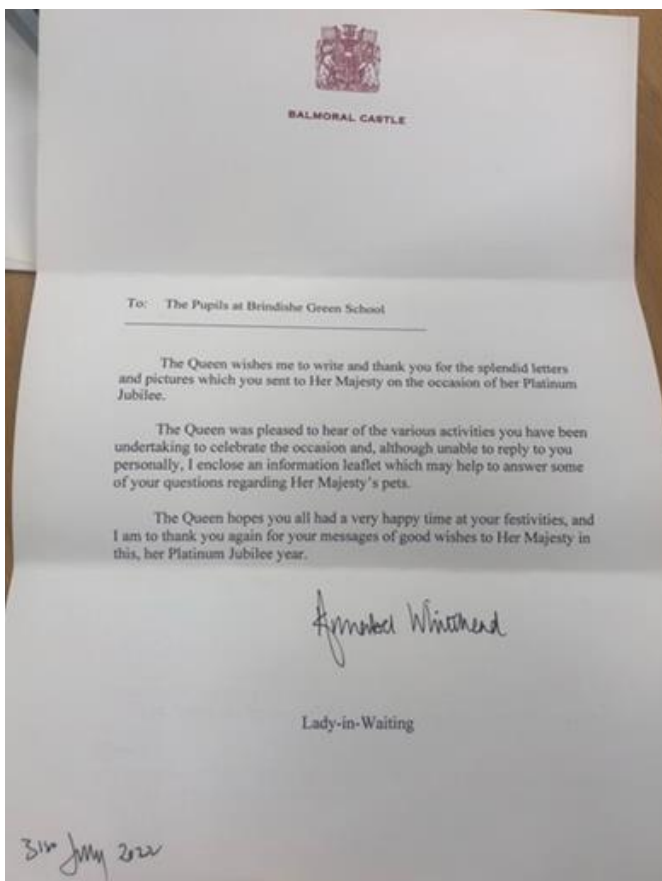 BALMORAL CASTLE
To: The Pupils at Brindishe Green School
The Queen wishes me to write and thank you for the splendid letters
and pictures which you sent to Her Majesty on the occasion of her Platinum
Jubilee.
The Queen was pleased to hear of the various activities you have been
undertaking to celebrate the occasion and, although unable to reply to you
personally, I enclose an information leaflet which may help to answer some
of your questions regarding Her Majesty's pets.
The Queen hopes you all had a very happy time at your festivities, and
I am to thank you again for your messages of good wishes to Her Majesty in
this, her Platinum Jubilee year.
Whitehead
Lady-in-Waiting
31st July 2022